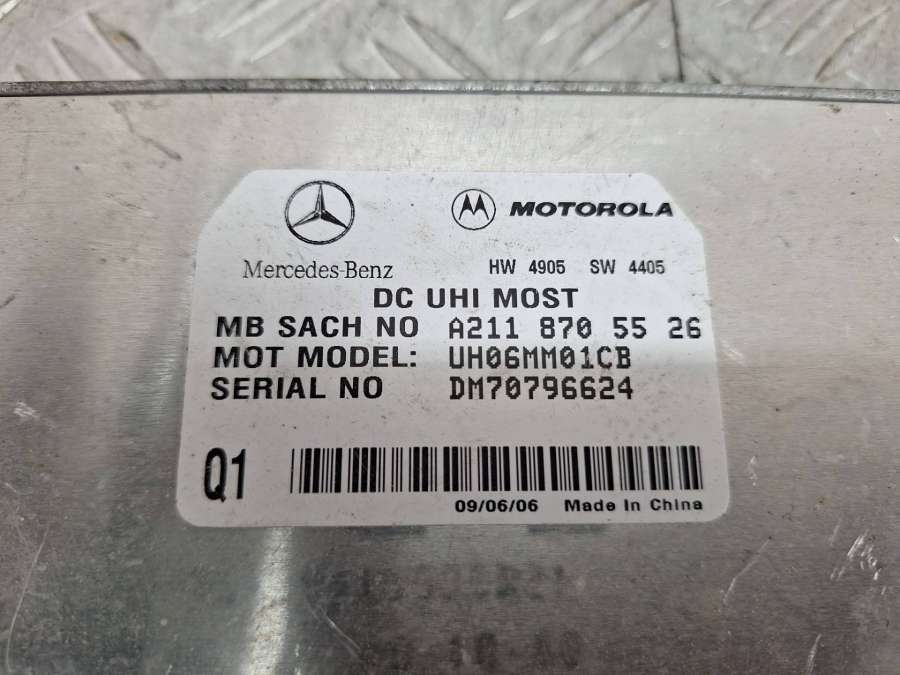 MOTOROLA
Mercedes-Benz
HW 4905 SW 4405
DC UHI MOST
MB SACH NO A211 870 55 26
MOT MODEL: UH06MM01CB
SERIAL NO DM70796624
Q1
09/06/06 Made In China